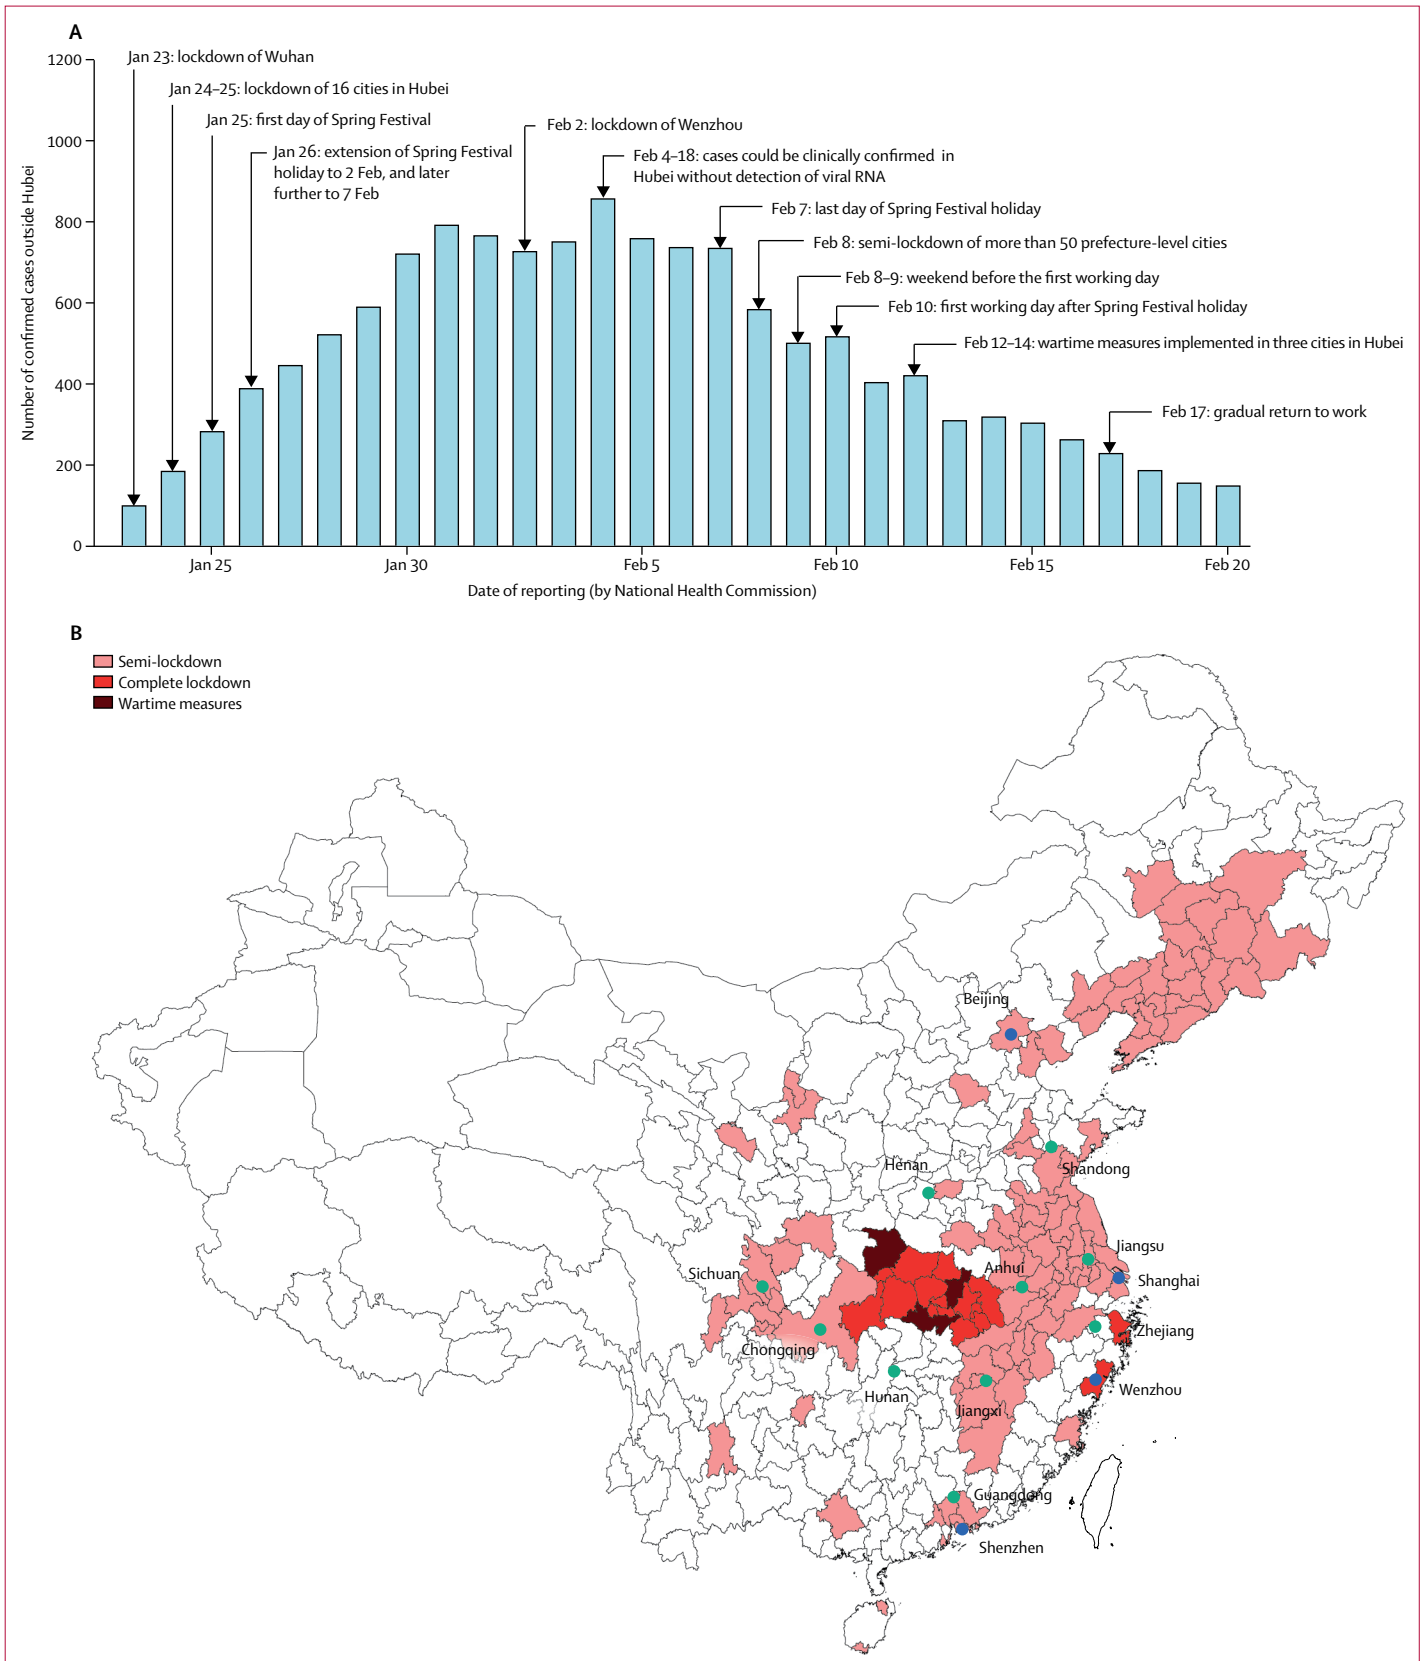 A
Number of confirmed cases outside Hubei
1200
1000
800
600
400
200
0
Jan 23: lockdown of Wuhan
Jan 24–25: lockdown of 16 cities in Hubei
Jan 25: first day of Spring Festival
Jan 26: extension of Spring Festival
holiday to 2 Feb, and later
further to 7 Feb
Feb 2: lockdown of Wenzhou
Feb 4–18: cases could be clinically confirmed in
Hubei without detection of viral RNA
Feb 7: last day of Spring Festival holiday
Feb 8: semi-lockdown of more than 50 prefecture-level cities
Feb 8–9: weekend before the first working day
Feb 10: first working day after Spring Festival holiday
Feb 12–14: wartime measures implemented in three cities in Hubei
Feb 17: gradual return to work
Jan 25
Jan 30
Feb 5
Feb 10
Feb 15
Feb 20
Date of reporting (by National Health Commission)
B
Semi-lockdown
Complete lockdown
Wartime measures
Beijing
Henan
Shandong
Jiangsu
Anhui
Sichuan
Shanghai
Zhejiang
Chongqing
Wenzhou
Hunan
Jiangxi
Guangdong
Shenzhen